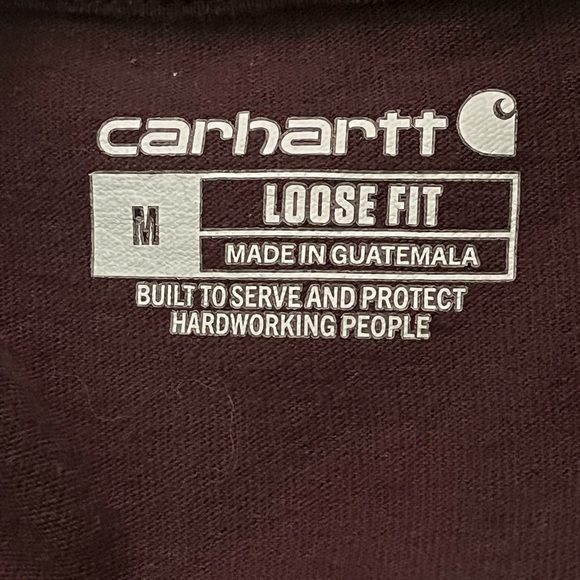 carhartt
M
LOOSE FIT
MADE IN GUATEMALA
BUILT TO SERVE AND PROTECT
HARDWORKING PEOPLE